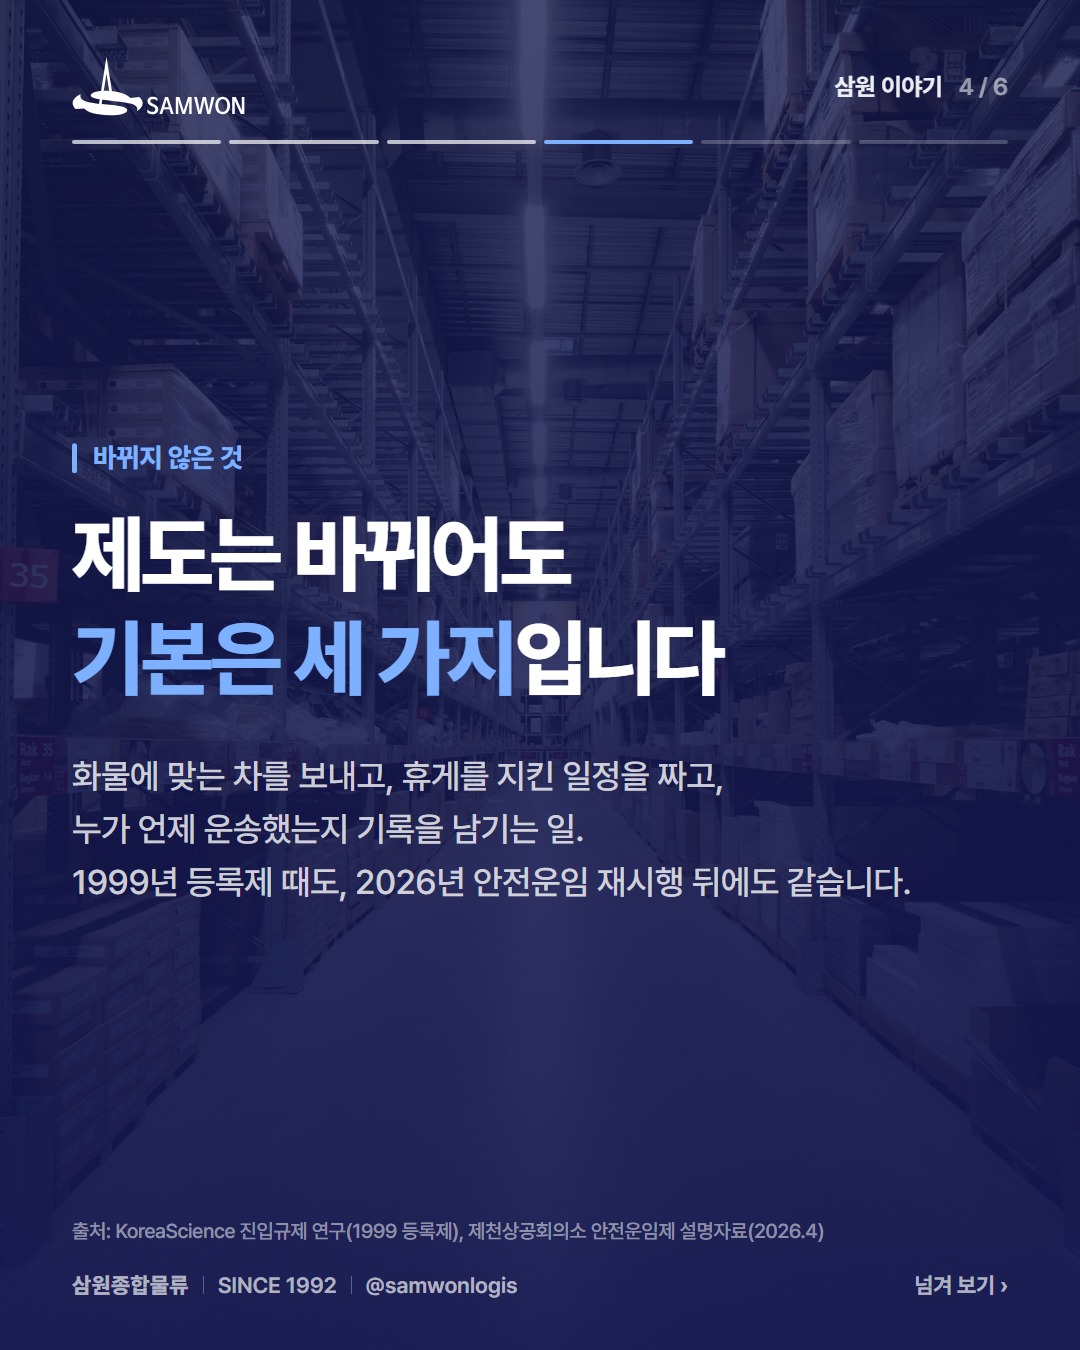 SAMWON
삼원 이야기 4 / 6
바뀌지 않은 것
제도는 바뀌어도
기본은 세 가지입니다
화물에 맞는 차를 보내고, 휴게를 지킨 일정을 짜고,
누가 언제 운송했는지 기록을 남기는 일.
1999년 등록제 때도, 2026년 안전운임 재시행 뒤에도 같습니다.
35
Rak 35
Rak
출처: KoreaScience 진입규제 연구(1999 등록제), 제천상공회의소 안전운임제 설명자료(2026.4)
삼원종합물류 | SINCE 1992 | @samwonlogis
넘겨 보기 ›